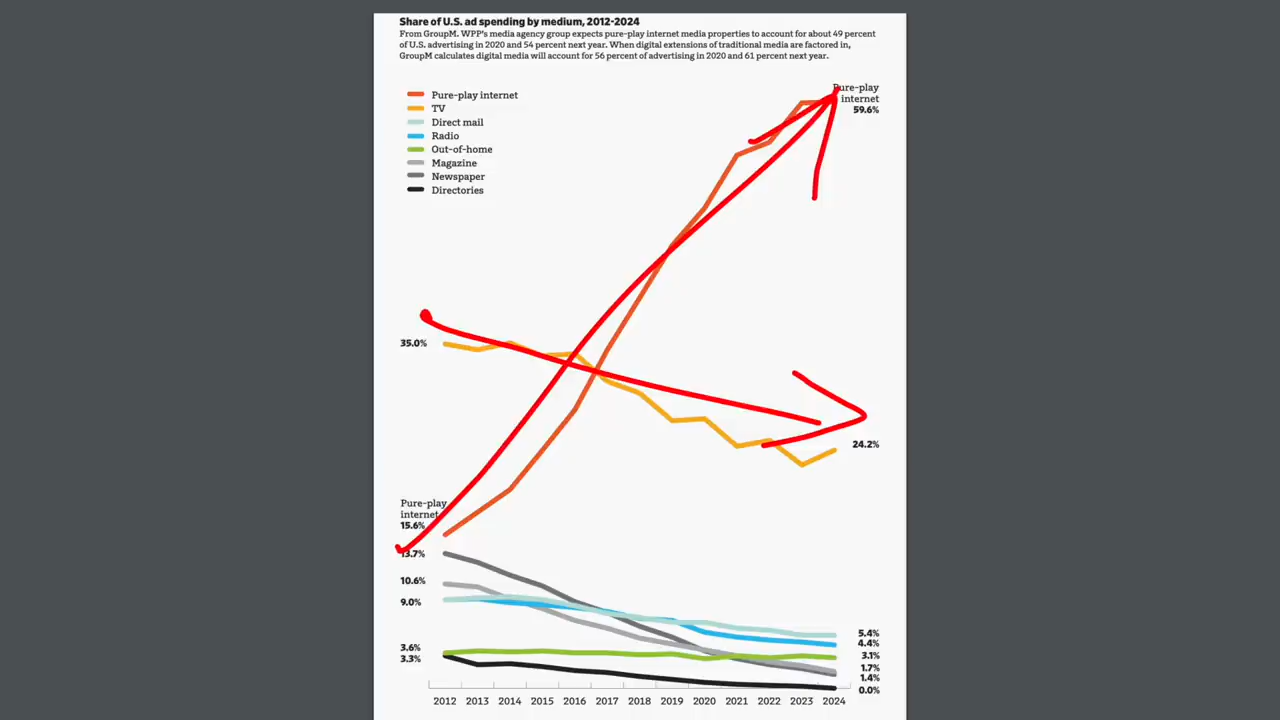 Share of U.S. ad spending by medium, 2012-2024
From GroupM. WPP's media agency group expects pure-play internet media properties to account for about 49 percent
of U.S. advertising in 2020 and 54 percent next year. When digital extensions of traditional media are factored in,
GroupM calculates digital media will account for 56 percent of advertising in 2020 and 61 percent next year.
Pure-play internet
TV
Direct mail
Radio
Out-of-home
Magazine
Newspaper
Directories
Pure-play
internet
59.6%
35.0%
24.2%
Pure-play
internet
15.6%
13.7%
10.6%
9.0%
3.6%
3.3%
5.4%
4.4%
3.1%
1.7%
1.4%
0.0%
2012 2013 2014 2015 2016 2017 2018 2019 2020 2021 2022 2023 2024